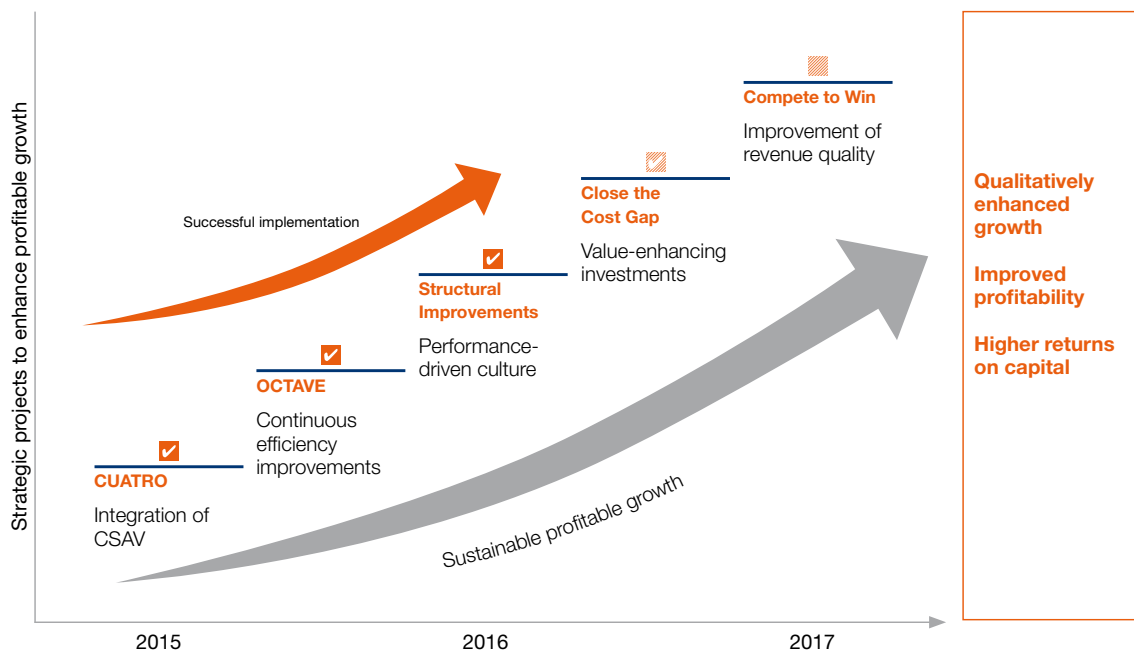 Strategic projects to enhance profitable growth
Compete to Win
Improvement of
revenue quality
Close the
Cost Gap
Value-enhancing
investments
Successful implementation
Structural
Improvements
Performance-
driven culture
OCTAVE
Continuous
efficiency
improvements
CUATRO
Integration of
CSAV
Sustainable profitable growth
2015
2016
2017
Qualitatively
enhanced
growth
Improved
profitability
Higher returns
on capital